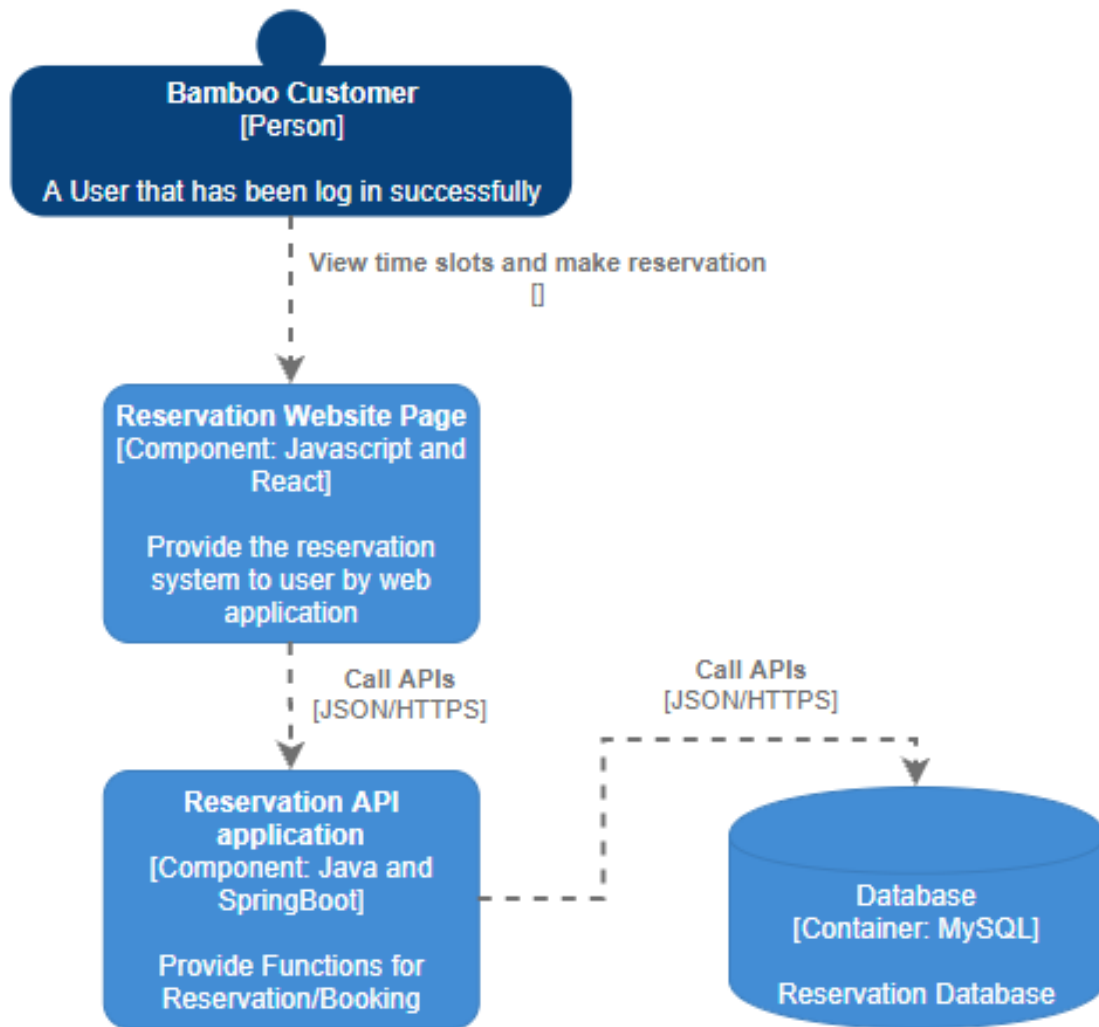 Bamboo Customer
[Person]
A User that has been log in successfully
View time slots and make reservation
[]
Reservation Website Page
[Component: Javascript and
React]
Provide the reservation
system to user by web
application
Call APIs
[JSON/HTTPS]
Call APIs
[JSON/HTTPS]
Reservation API
application
[Component: Java and
SpringBoot]
Provide Functions for
Reservation/Booking
Database
[Container: MySQL]
Reservation Database